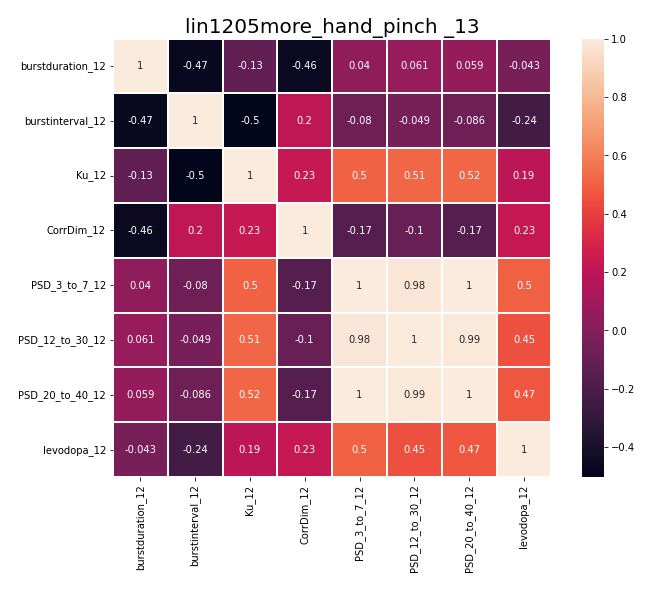 lin1205more_hand_pinch _13
burstduration_12 1 -0.47 -0.13 -0.46 0.04 0.061 0.059 -0.043
burstinterval_12 -0.47 1 -0.5 0.2 -0.08 -0.049 -0.086 -0.24
Ku_12 -0.13 -0.5 1 0.23 0.5 0.51 0.52 0.19
CorrDim_12 -0.46 0.2 0.23 1 -0.17 -0.1 -0.17 0.23
PSD_3_to_7_12 0.04 -0.08 0.5 -0.17 1 0.98 1 0.5
PSD_12_to_30_12 0.061 -0.049 0.51 -0.1 0.98 1 0.99 0.45
PSD_20_to_40_12 0.059 -0.086 0.52 -0.17 1 0.99 1 0.47
levodopa_12 -0.043 -0.24 0.19 0.23 0.5 0.45 0.47 1
burstduration_12
burstinterval_12
Ku_12
CorrDim_12
PSD_3_to_7_12
PSD_12_to_30_12
PSD_20_to_40_12
levodopa_12
1.0
0.8
0.6
0.4
0.2
0.0
−0.2
−0.4